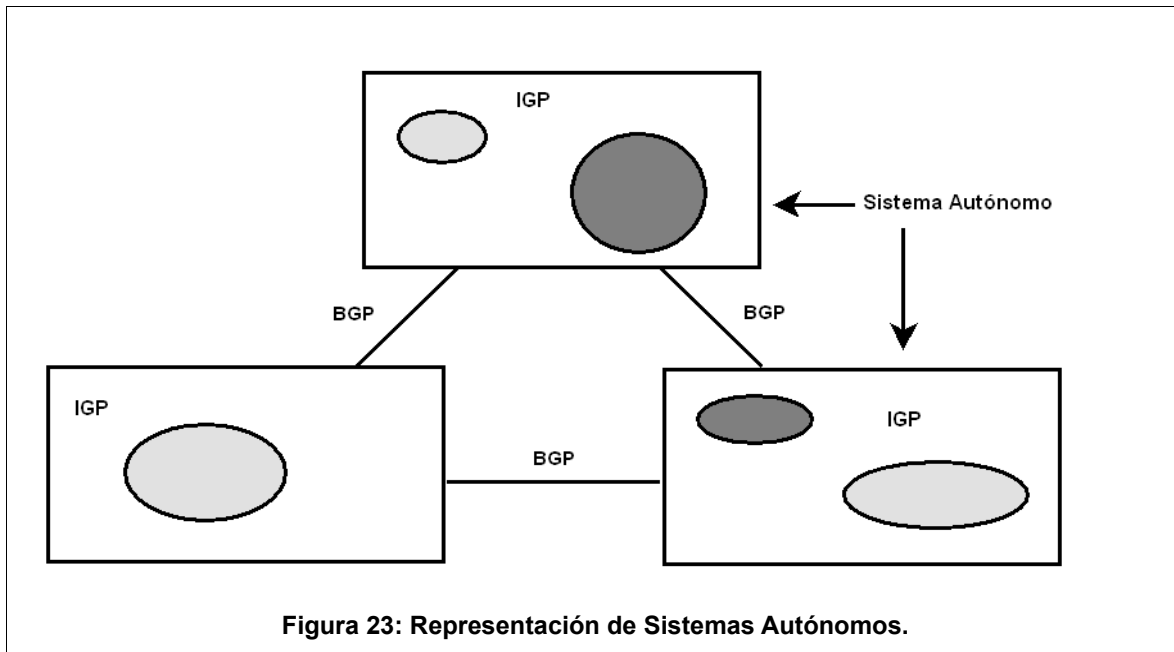 IGP
Sistema Autónomo
BGP
BGP
IGP
IGP
BGP
Figura 23: Representación de Sistemas Autónomos.